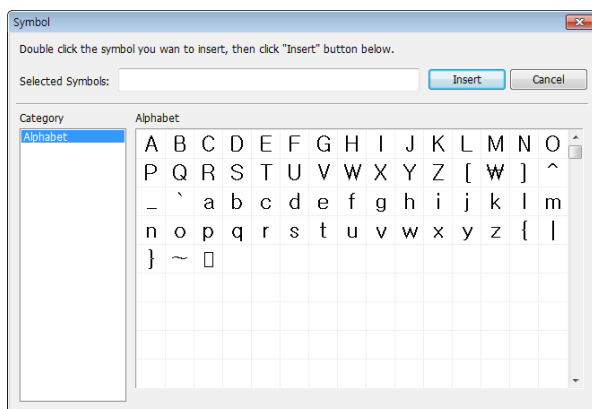 Symbol
Double click the symbol you wan to insert, then click "Insert" button below.
Selected Symbols: Insert Cancel
Category Alphabet
Alphabet
A B C D E F G H I J K L M N O
P Q R S T U V W X Y Z [ ₩ ] ^
_ ` a b c d e f g h i j k l m
n o p q r s t u v w x y z { |
} ~ ▯